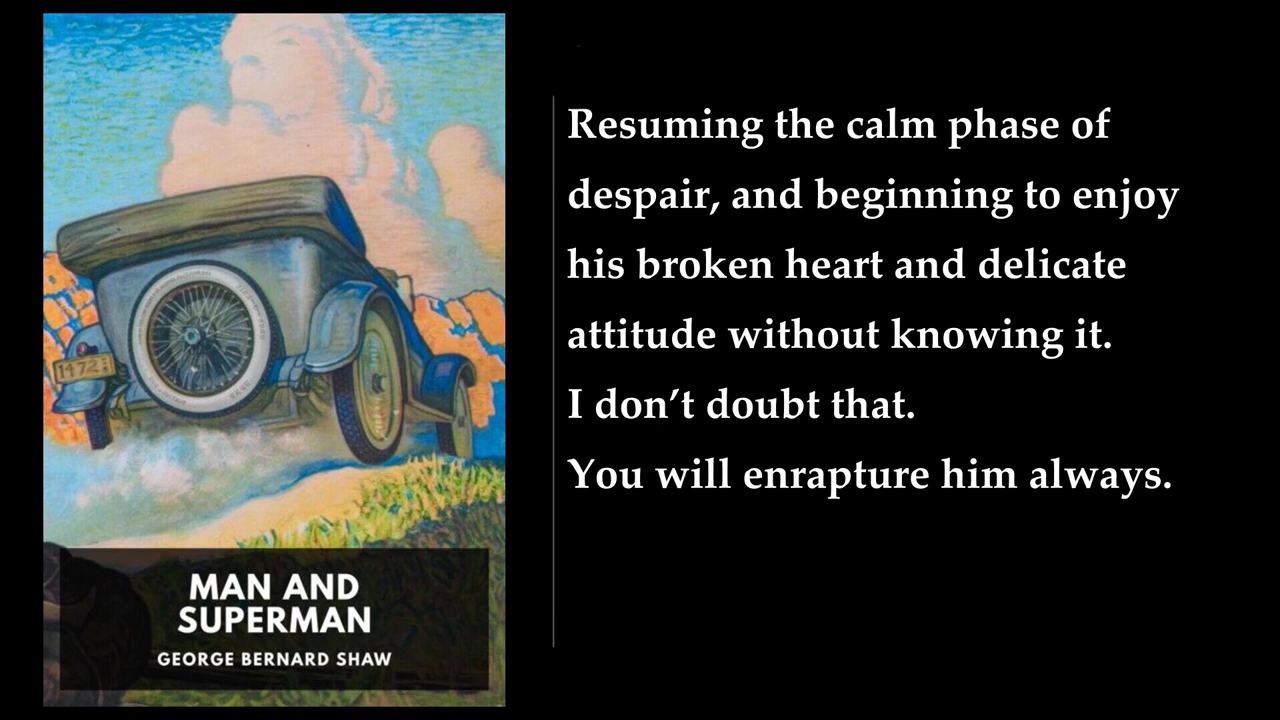 MAN AND
SUPERMAN
GEORGE BERNARD SHAW
1472
Resuming the calm phase of
despair, and beginning to enjoy
his broken heart and delicate
attitude without knowing it.
I don’t doubt that.
You will enrapture him always.